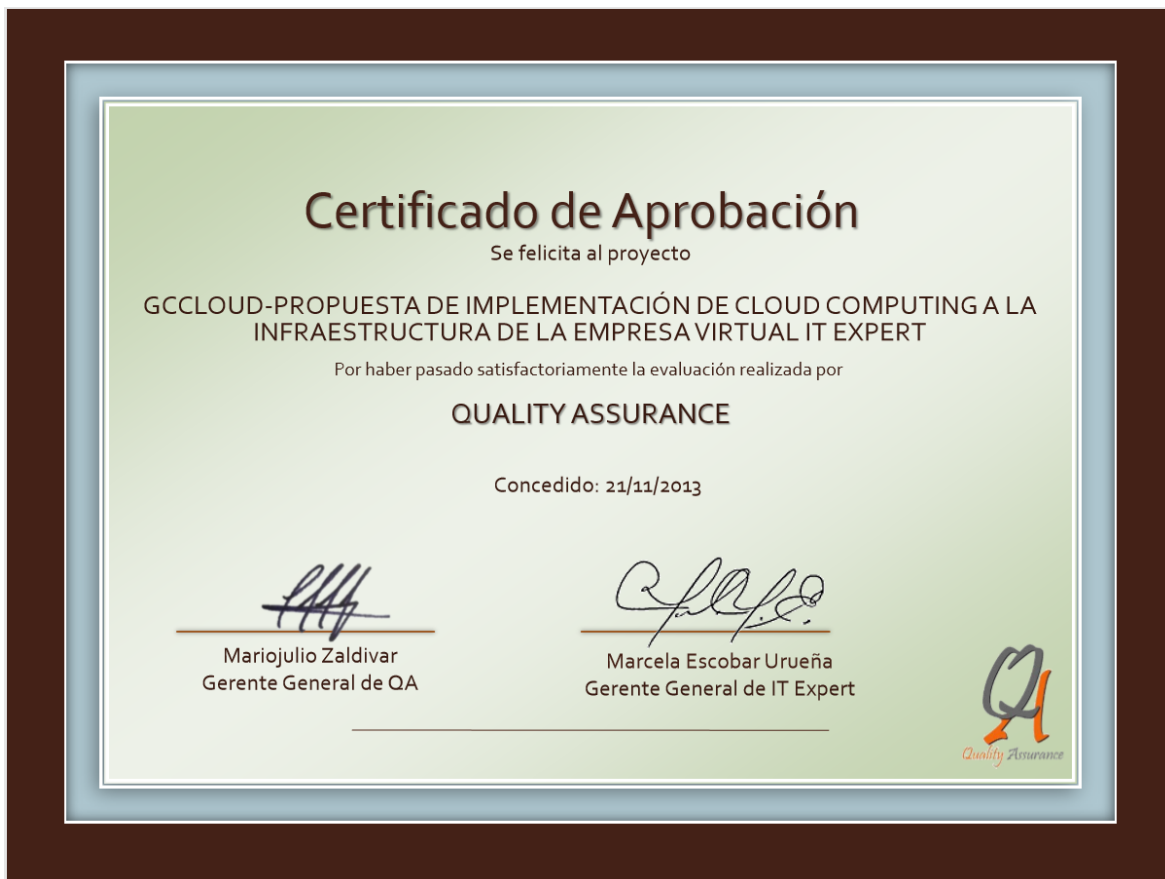 Certificado de Aprobación
Se felicita al proyecto
GCCLOUD-PROPUESTA DE IMPLEMENTACIÓN DE CLOUD COMPUTING A LA
INFRAESTRUCTURA DE LA EMPRESA VIRTUAL IT EXPERT
Por haber pasado satisfactoriamente la evaluación realizada por
QUALITY ASSURANCE
Concedido: 21/11/2013
Mariojulio Zaldivar
Gerente General de QA
Marcela Escobar Urueña
Gerente General de IT Expert
QA
Quality Assurance